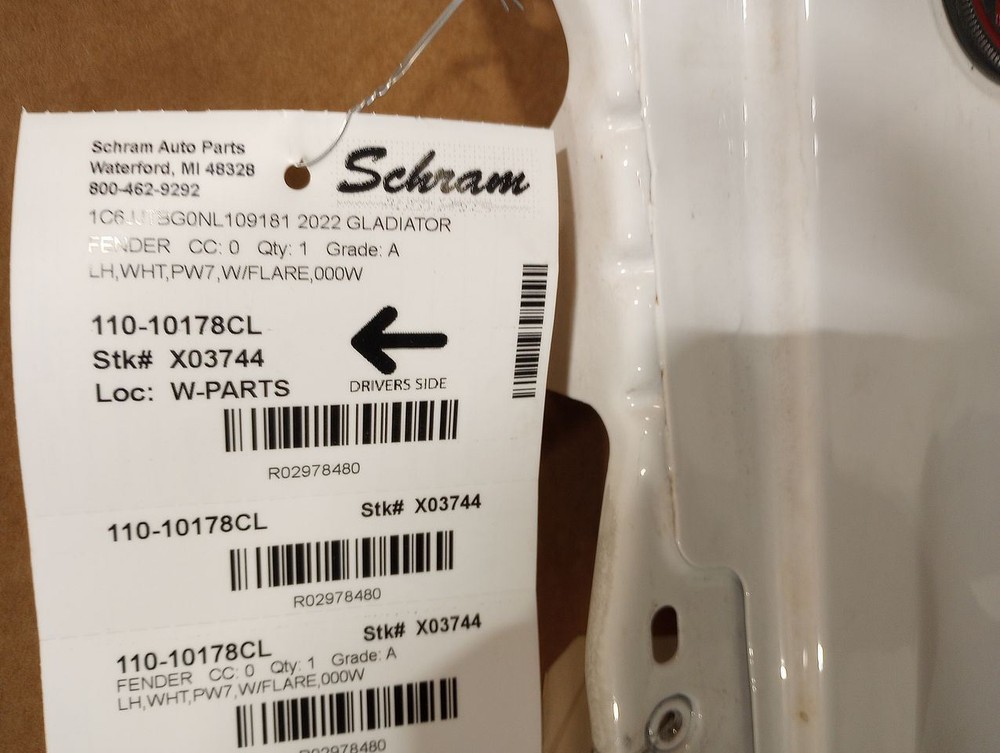 Schram Auto Parts
Waterford, MI 48328
800-462-9292
Schram
2022 GLADIATOR
FENDER CC: 0 Qty: 1 Grade: A
LH,WHT,PW7,W/FLARE,000W
110-10178CL
Stk# X03744
Loc: W-PARTS
DRIVERS SIDE
R02978480
110-10178CL Stk# X03744
R02978480
110-10178CL Stk# X03744
FENDER CC: 0 Qty: 1 Grade: A
LH,WHT,PW7,W/FLARE,000W
R02978480